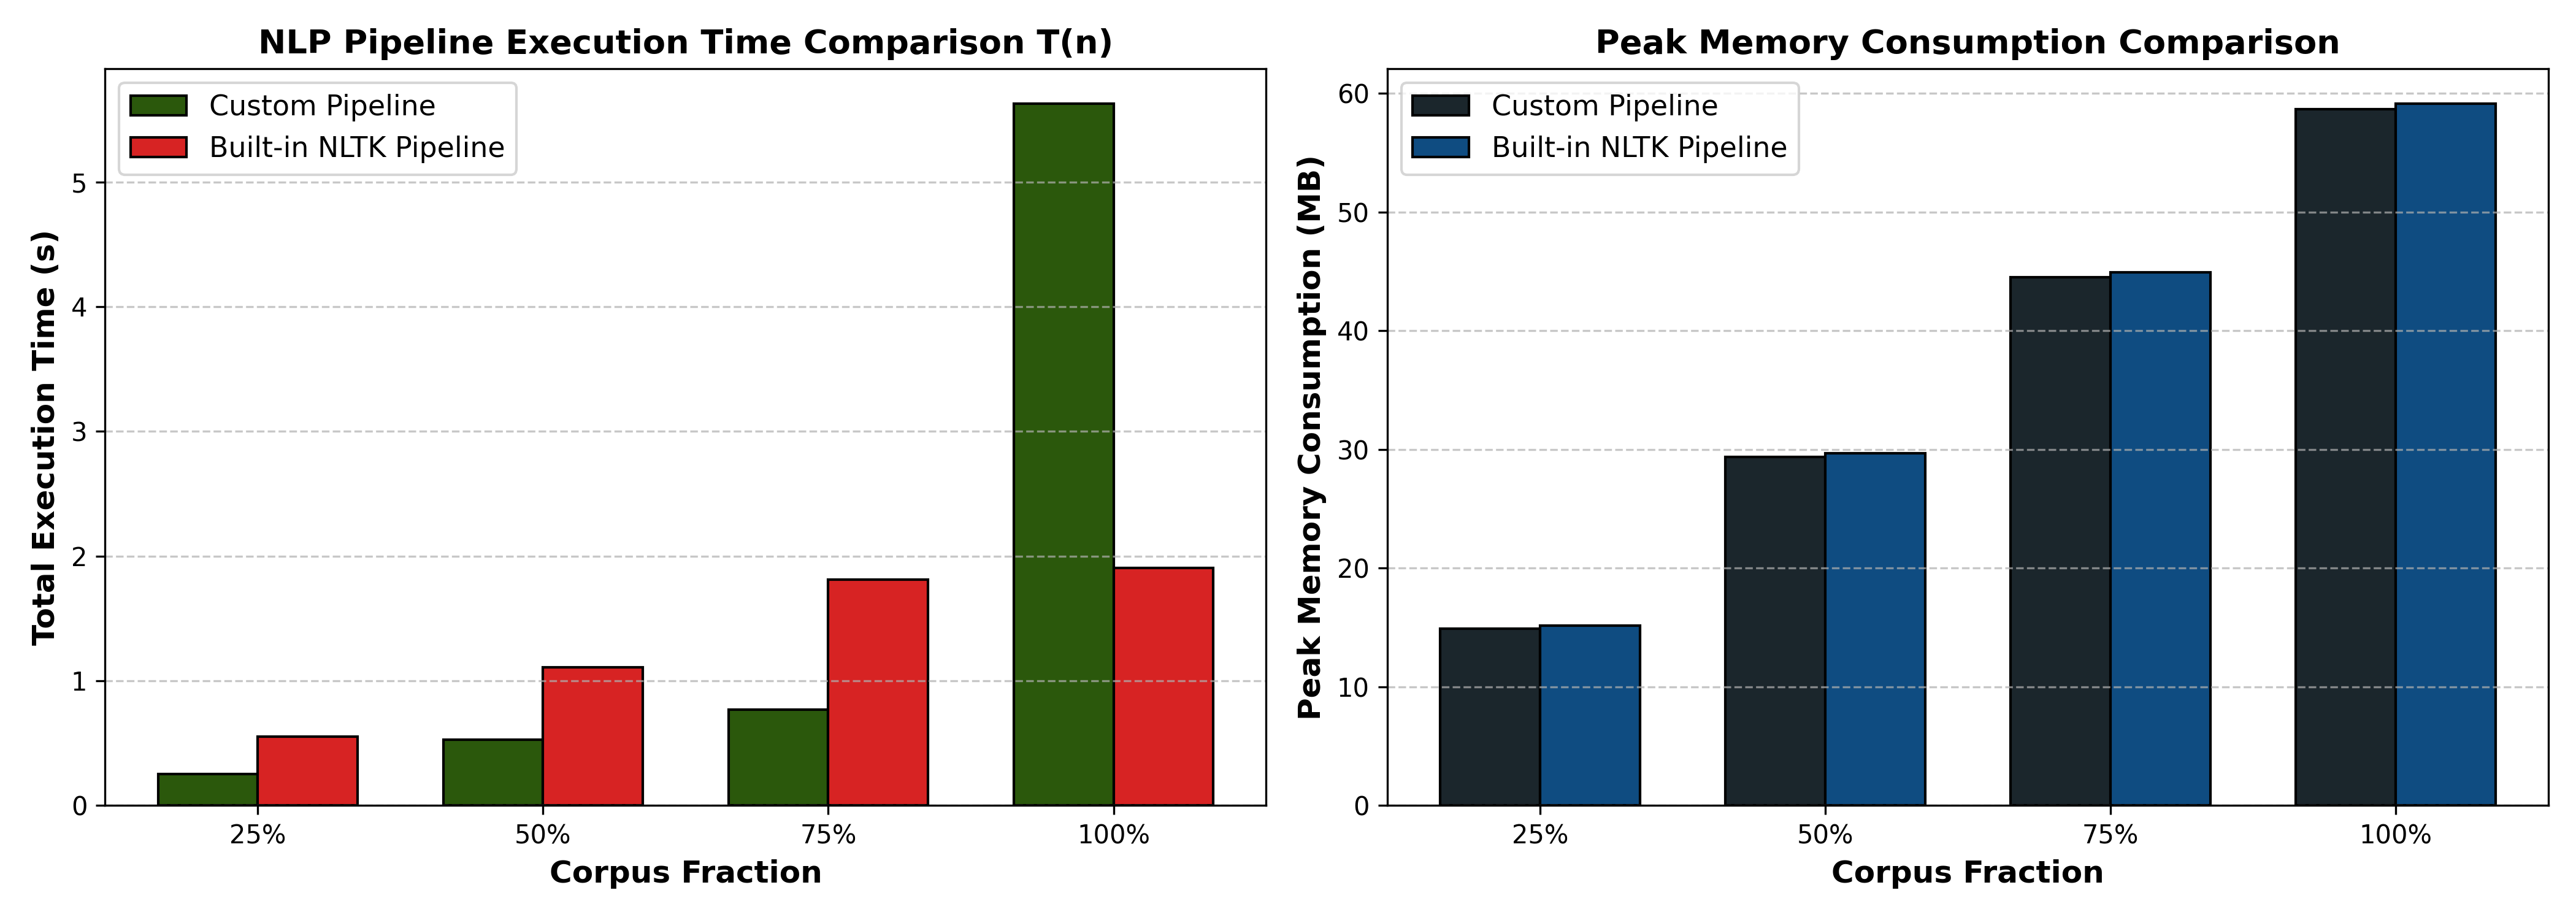 NLP Pipeline Execution Time Comparison T(n)
Custom Pipeline
Built-in NLTK Pipeline
Total Execution Time (s)
5
4
3
2
1
0
25%
50%
75%
100%
Corpus Fraction
Peak Memory Consumption Comparison
Custom Pipeline
Built-in NLTK Pipeline
Peak Memory Consumption (MB)
60
50
40
30
20
10
0
25%
50%
75%
100%
Corpus Fraction